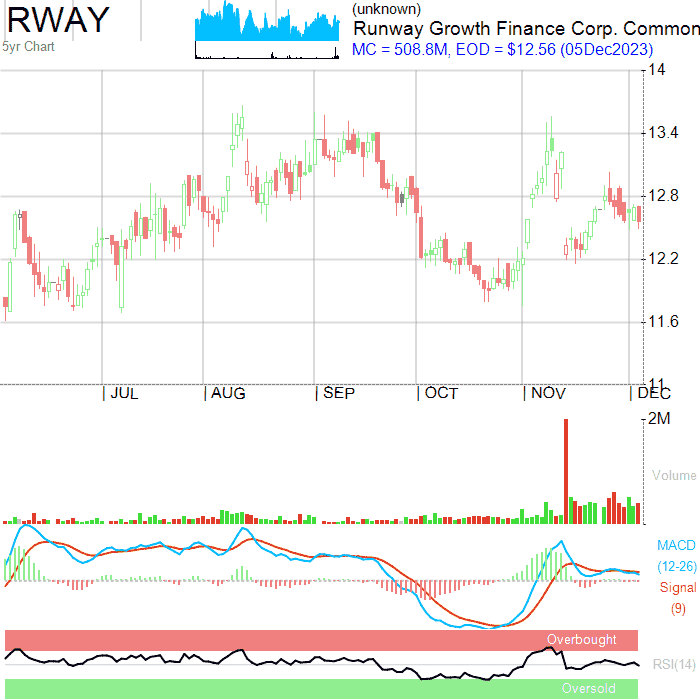 RWAY
5yr Chart
(unknown)
Runway Growth Finance Corp. Common
MC = 508.8M, EOD = $12.56 (05Dec2023)
14
13.4
12.8
12.2
11.6
11
| JUL | AUG | SEP | OCT | NOV | DEC
2M
Volume
MACD
(12-26)
Signal
(9)
Overbought
RSI(14)
Oversold